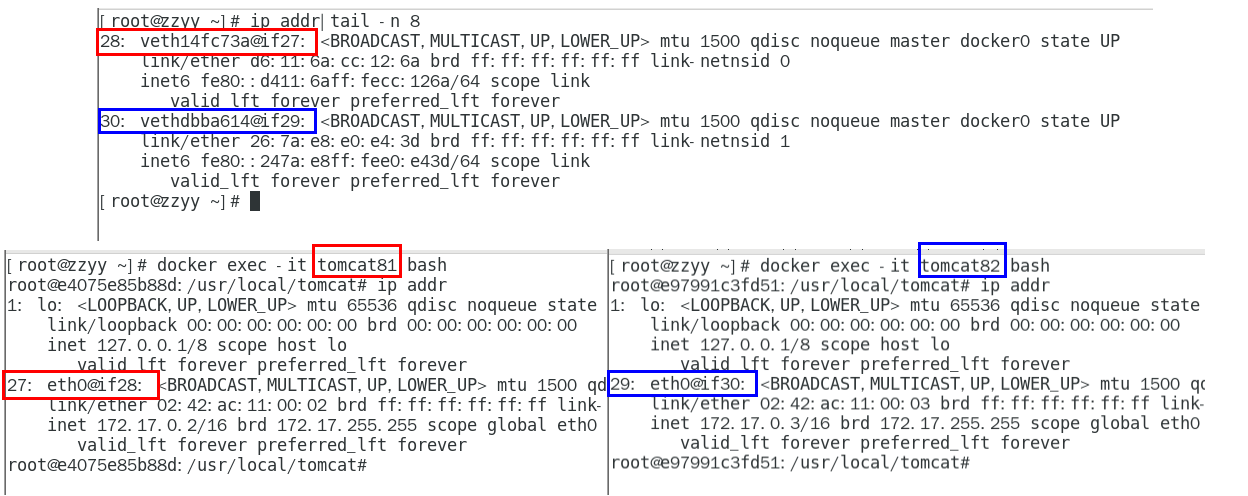 [root@zzyy ~]# ip addr| tail -n 8
28: veth14fc73a@if27: <BROADCAST,MULTICAST,UP,LOWER_UP> mtu 1500 qdisc noqueue master docker0 state UP
link/ether d6:11:6a:cc:12:6a brd ff:ff:ff:ff:ff:ff link-netnsid 0
inet6 fe80::d411:6aff:fecc:126a/64 scope link
valid_lft forever preferred_lft forever
30: vethdbba614@if29: <BROADCAST,MULTICAST,UP,LOWER_UP> mtu 1500 qdisc noqueue master docker0 state UP
link/ether 26:7a:e8:e0:e4:3d brd ff:ff:ff:ff:ff:ff link-netnsid 1
inet6 fe80::247a:e8ff:fee0:e43d/64 scope link
valid_lft forever preferred_lft forever
[root@zzyy ~]#
[root@zzyy ~]# docker exec -it tomcat81 bash
root@e4075e85b88d:/usr/local/tomcat# ip addr
1: lo: <LOOPBACK,UP,LOWER_UP> mtu 65536 qdisc noqueue state
link/loopback 00:00:00:00:00:00 brd 00:00:00:00:00:00
inet 127.0.0.1/8 scope host lo
valid_lft forever preferred_lft forever
27: eth0@if28: <BROADCAST,MULTICAST,UP,LOWER_UP> mtu 1500 qd
link/ether 02:42:ac:11:00:02 brd ff:ff:ff:ff:ff:ff link-
inet 172.17.0.2/16 brd 172.17.255.255 scope global eth0
valid_lft forever preferred_lft forever
root@e4075e85b88d:/usr/local/tomcat#
[root@zzyy ~]# docker exec -it tomcat82 bash
root@e97991c3fd51:/usr/local/tomcat# ip addr
1: lo: <LOOPBACK,UP,LOWER_UP> mtu 65536 qdisc noqueue state
link/loopback 00:00:00:00:00:00 brd 00:00:00:00:00:00
inet 127.0.0.1/8 scope host lo
valid_lft forever preferred_lft forever
29: eth0@if30: <BROADCAST,MULTICAST,UP,LOWER_UP> mtu 1500 qc
link/ether 02:42:ac:11:00:03 brd ff:ff:ff:ff:ff:ff link-
inet 172.17.0.3/16 brd 172.17.255.255 scope global eth0
valid_lft forever preferred_lft forever
root@e97991c3fd51:/usr/local/tomcat#